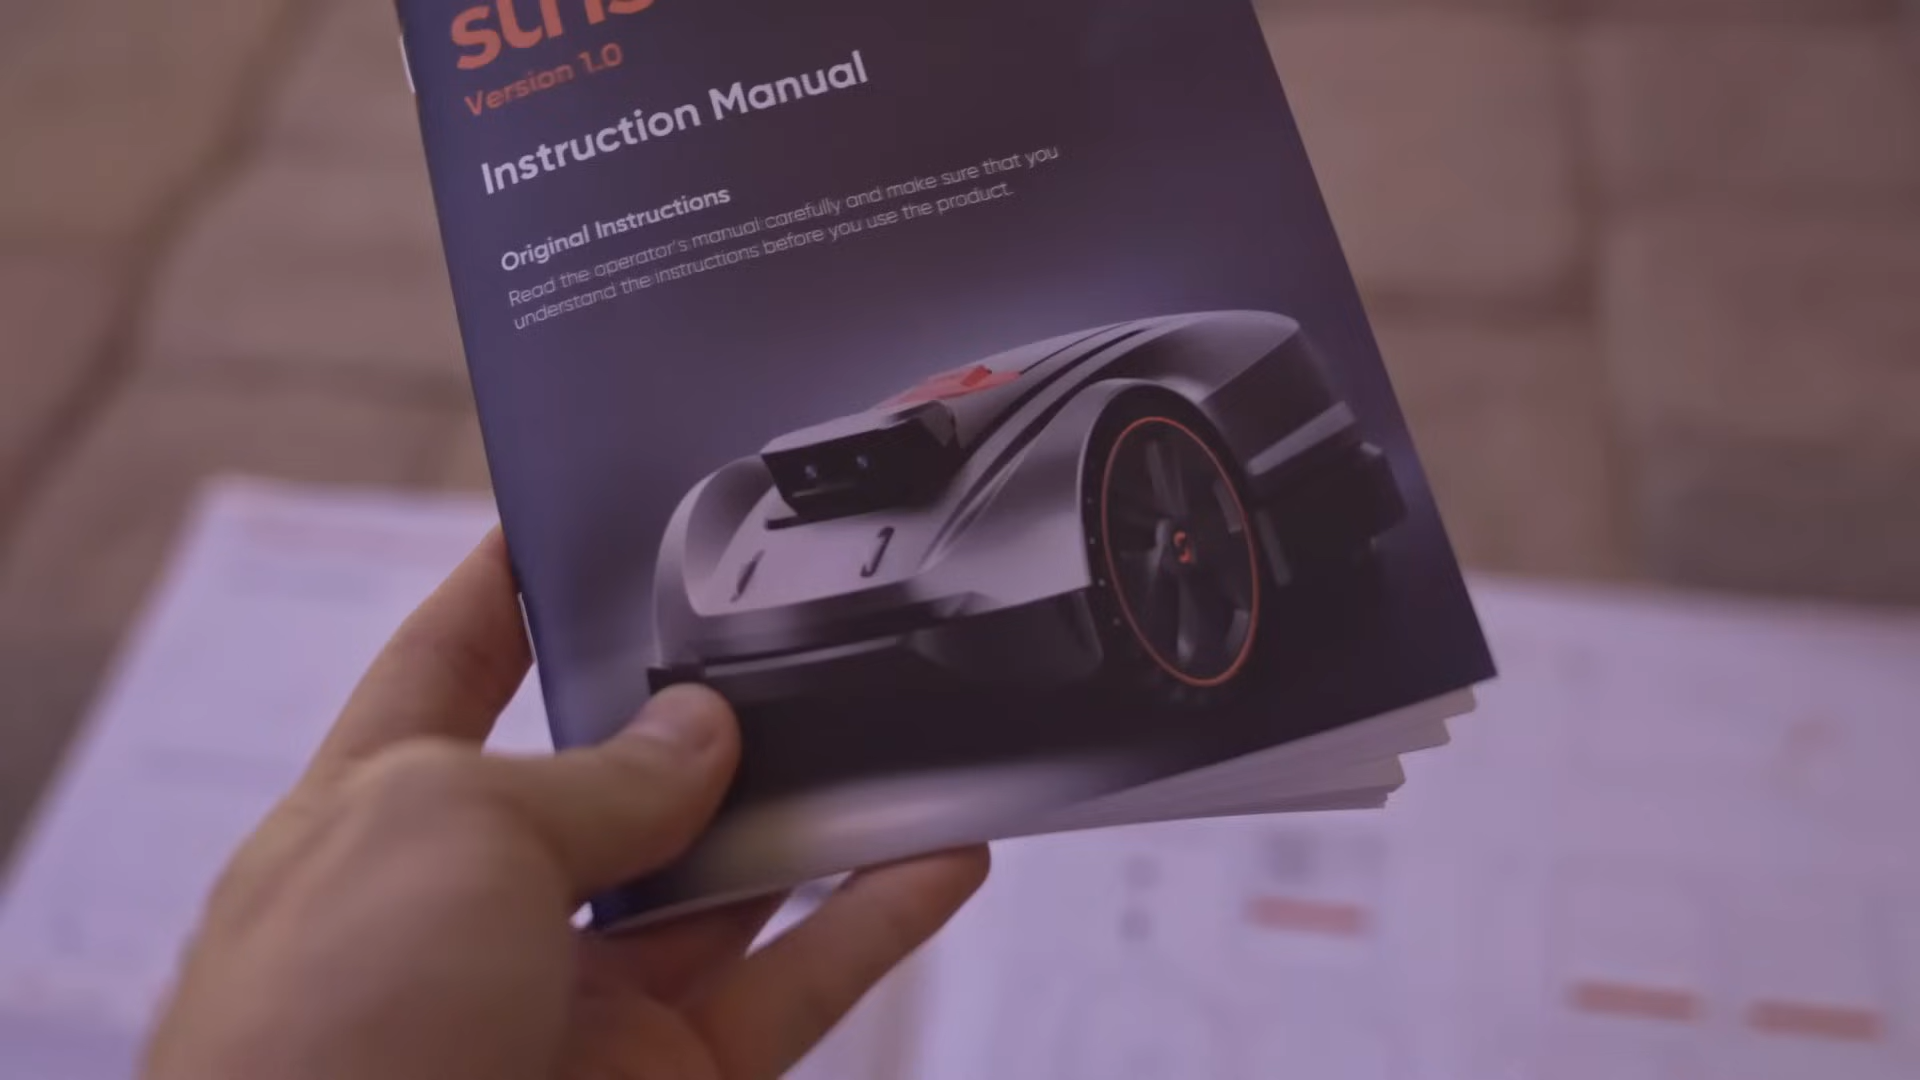 Version 1.0
Instruction Manual
Original Instructions
Read the operator's manual carefully and make sure that you
understand the instructions before you use the product.